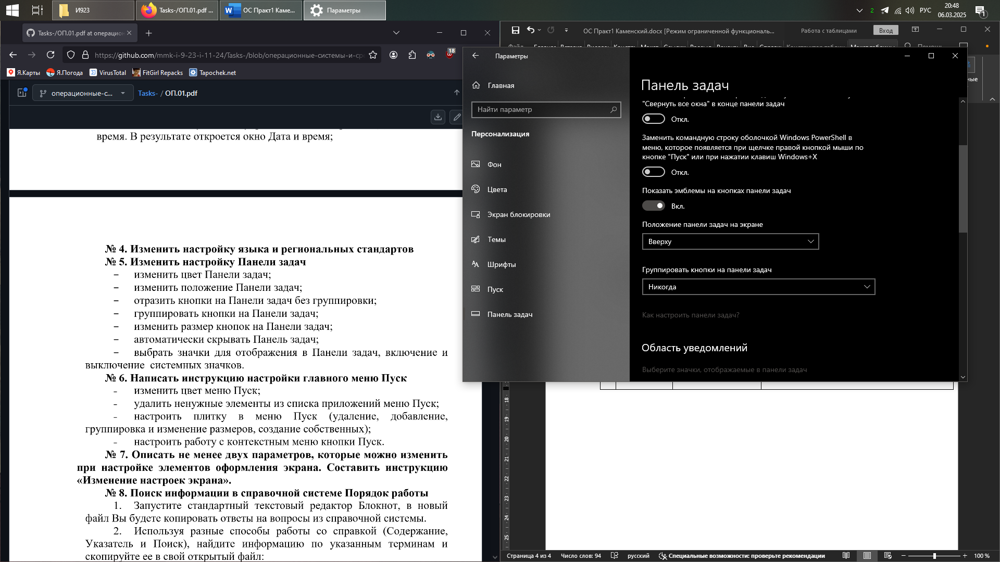 И923
Tasks-/ОП.01.pdf ...
ОС Практ1 Каме...
Параметры
2
РУС
20:48
06.03.2025
1
Tasks-/ОП.01.pdf at операцион
https://github.com/mmk-i-9-23-i-11-24/Tasks-/blob/операционные-системы-и-ср
18
Я.Карты
Я.Погода
VirusTotal
FitGirl Repacks
Tapochek.net
операционные-с...
Tasks- / ОП.01.pdf
время. В результате откроется окно Дата и время;
№ 4. Изменить настройку языка и региональных стандартов
№ 5. Изменить настройку Панели задач
− изменить цвет Панели задач;
− изменить положение Панели задач;
− отразить кнопки на Панели задач без группировки;
− группировать кнопки на Панели задач;
− изменить размер кнопок на Панели задач;
− автоматически скрывать Панель задач;
− выбрать значки для отображения в Панели задач, включение и
выключение системных значков.
№ 6. Написать инструкцию настройки главного меню Пуск
- изменить цвет меню Пуск;
- удалить ненужные элементы из списка приложений меню Пуск;
- настроить плитку в меню Пуск (удаление, добавление,
группировка и изменение размеров, создание собственных);
- настроить работу с контекстным меню кнопки Пуск.
№ 7. Описать не менее двух параметров, которые можно изменить
при настройке элементов оформления экрана. Составить инструкцию
«Изменение настроек экрана».
№ 8. Поиск информации в справочной системе Порядок работы
1. Запустите стандартный текстовый редактор Блокнот, в новый
файл Вы будете копировать ответы на вопросы из справочной системы.
2. Используя разные способы работы со справкой (Содержание,
Указатель и Поиск), найдите информацию по указанным терминам и
скопируйте ее в свой открытый файл:
ОС Практ1 Каменский.docx [Режим ограниченной функциональ...
Работа с таблицами
Вход
Параметры
Главная
Найти параметр
Персонализация
Фон
Цвета
Экран блокировки
Темы
Шрифты
Пуск
Панель задач
Панель задач
"Свернуть все окна" в конце панели задач
Откл.
Заменить командную строку оболочкой Windows PowerShell в
меню, которое появляется при щелчке правой кнопкой мыши по
кнопке "Пуск" или при нажатии клавиш Windows+X
Откл.
Показать эмблемы на кнопках панели задач
Вкл.
Положение панели задач на экране
Вверху
Группировать кнопки на панели задач
Никогда
Как настроить панели задач?
Область уведомлений
Выберите значки, отображаемые в панели задач
ные
18
19
20
21
22
23
24
25
Страница 4 из 4
Число слов: 94
русский
Специальные возможности: проверьте рекомендации
100 %